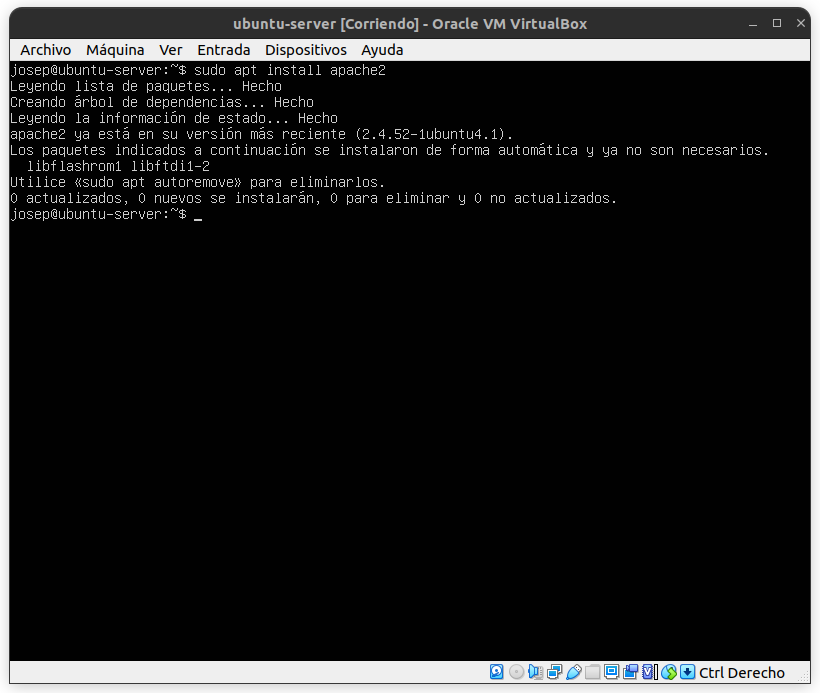 ubuntu-server [Corriendo] - Oracle VM VirtualBox
Archivo Máquina Ver Entrada Dispositivos Ayuda
josep@ubuntu-server:~$ sudo apt install apache2
Leyendo lista de paquetes... Hecho
Creando árbol de dependencias... Hecho
Leyendo la información de estado... Hecho
apache2 ya está en su versión más reciente (2.4.52-1ubuntu4.1).
Los paquetes indicados a continuación se instalaron de forma automática y ya no son necesarios.
  libflashrom1 libftdi1-2
Utilice «sudo apt autoremove» para eliminarlos.
0 actualizados, 0 nuevos se instalarán, 0 para eliminar y 0 no actualizados.
josep@ubuntu-server:~$ _
Ctrl Derecho